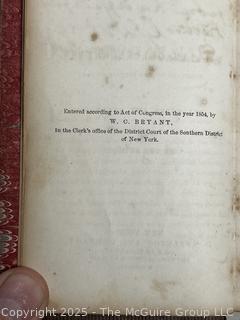 Entered according to Act of Congress, in the year 1854, by
W. C. BRYANT,
In the Clerk's office of the District Court of the Southern District
of New York.
Copyright 2025 - The McGuire Group LLC